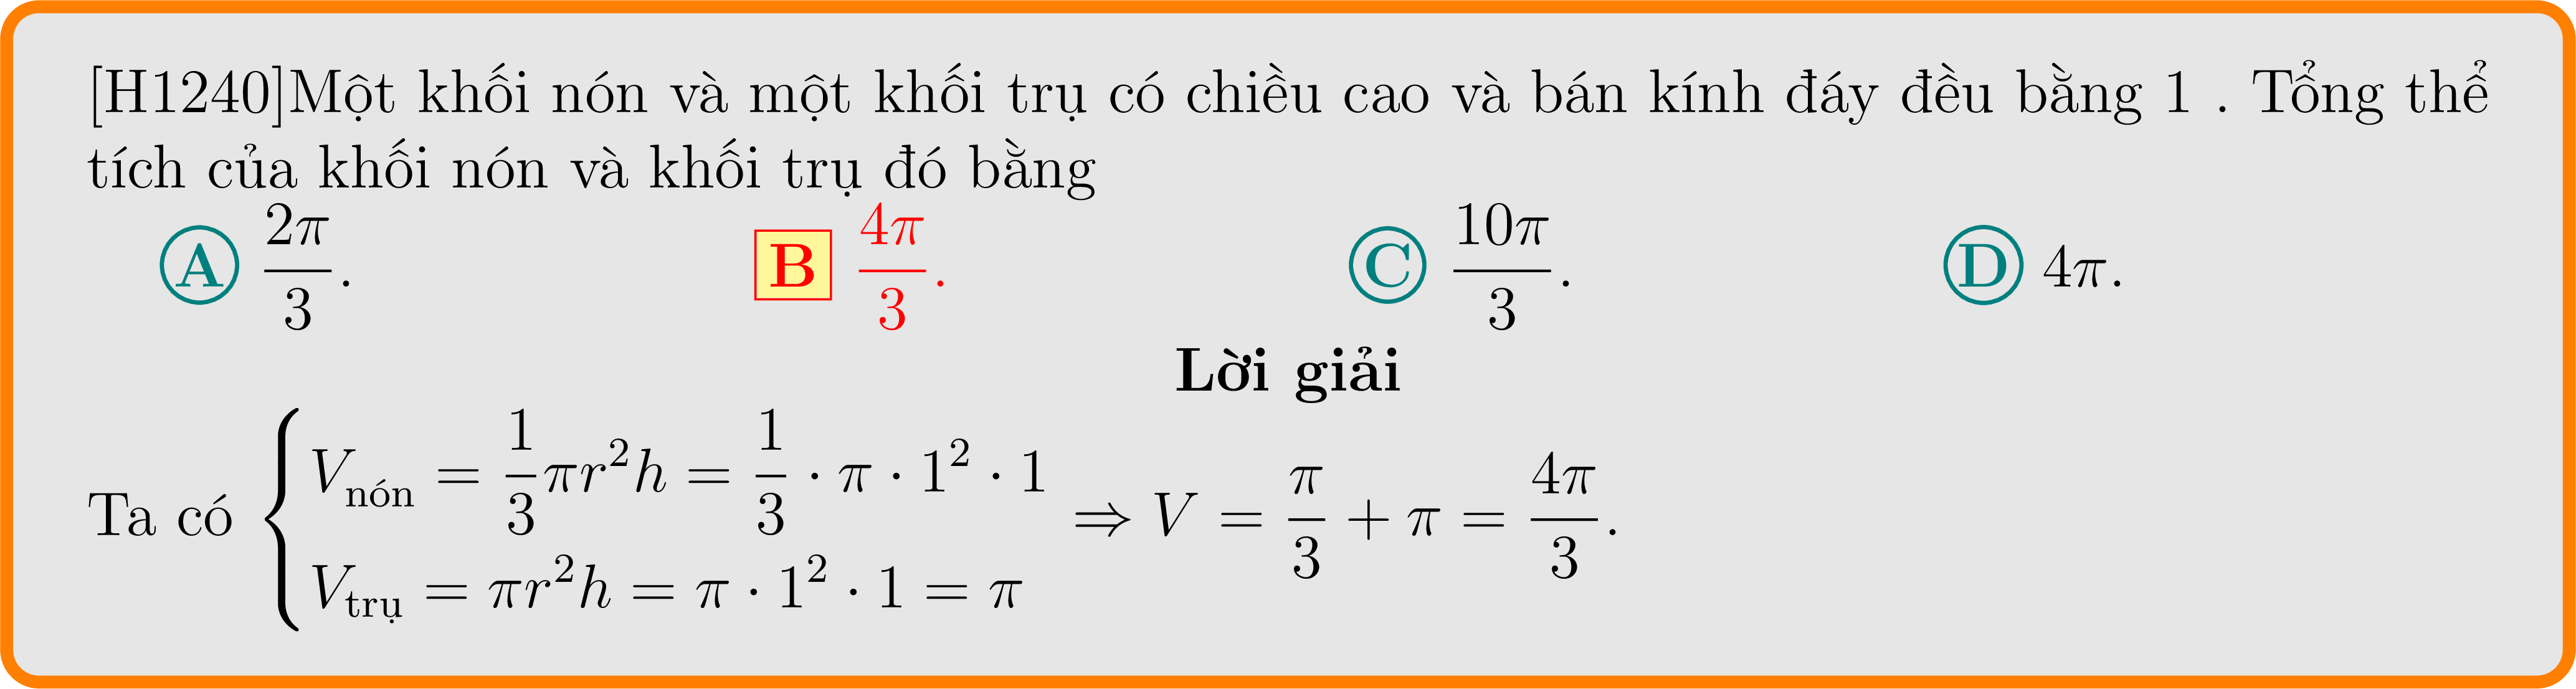 [H1240]Một khối nón và một khối trụ có chiều cao và bán kính đáy đều bằng 1 . Tổng thể
tích của khối nón và khối trụ đó bằng
A $\frac{2\pi}{3}$. B $\frac{4\pi}{3}$. C $\frac{10\pi}{3}$. D $4\pi$.
Lời giải
Ta có $\begin{cases} V_{\text{nón}} = \frac{1}{3}\pi r^2 h = \frac{1}{3} \cdot \pi \cdot 1^2 \cdot 1 \\ V_{\text{trụ}} = \pi r^2 h = \pi \cdot 1^2 \cdot 1 = \pi \end{cases} \Rightarrow V = \frac{\pi}{3} + \pi = \frac{4\pi}{3}$.